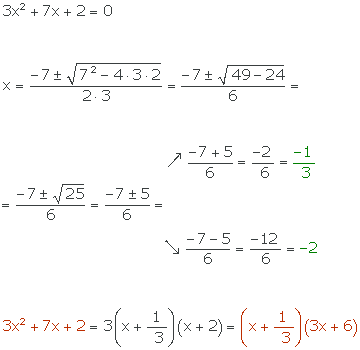 3x² + 7x + 2 = 0
x = (−7 ± √(7² − 4 · 3 · 2)) / (2 · 3) = (−7 ± √(49 − 24)) / 6 =
↗ (−7 + 5) / 6 = −2 / 6 = −1 / 3
= (−7 ± √25) / 6 = (−7 ± 5) / 6 =
↘ (−7 − 5) / 6 = −12 / 6 = −2
3x² + 7x + 2 = 3(x + 1/3)(x + 2) = (x + 1/3)(3x + 6)